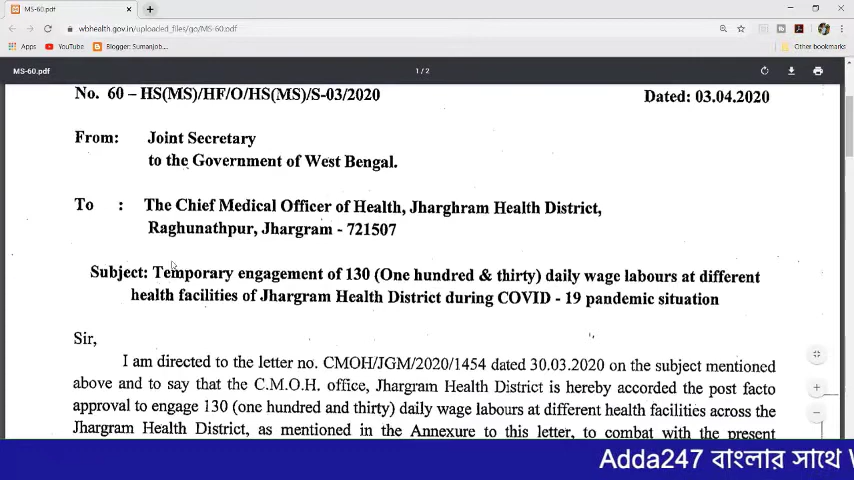 MS-60.pdf
wbhealth.gov.in/uploaded_files/go/MS-60.pdf
Apps YouTube Blogger: Sumanjob.... Other bookmarks
MS-60.pdf 1 / 2
No. 60 – HS(MS)/HF/O/HS(MS)/S-03/2020 Dated: 03.04.2020
From: Joint Secretary
to the Government of West Bengal.
To : The Chief Medical Officer of Health, Jharghram Health District,
Raghunathpur, Jhargram - 721507
Subject: Temporary engagement of 130 (One hundred & thirty) daily wage labours at different
health facilities of Jhargram Health District during COVID - 19 pandemic situation
Sir,
I am directed to the letter no. CMOH/JGM/2020/1454 dated 30.03.2020 on the subject mentioned
above and to say that the C.M.O.H. office, Jhargram Health District is hereby accorded the post facto
approval to engage 130 (one hundred and thirty) daily wage labours at different health facilities across the
Jhargram Health District, as mentioned in the Annexure to this letter, to combat with the present
Adda247 বাংলার সাথে